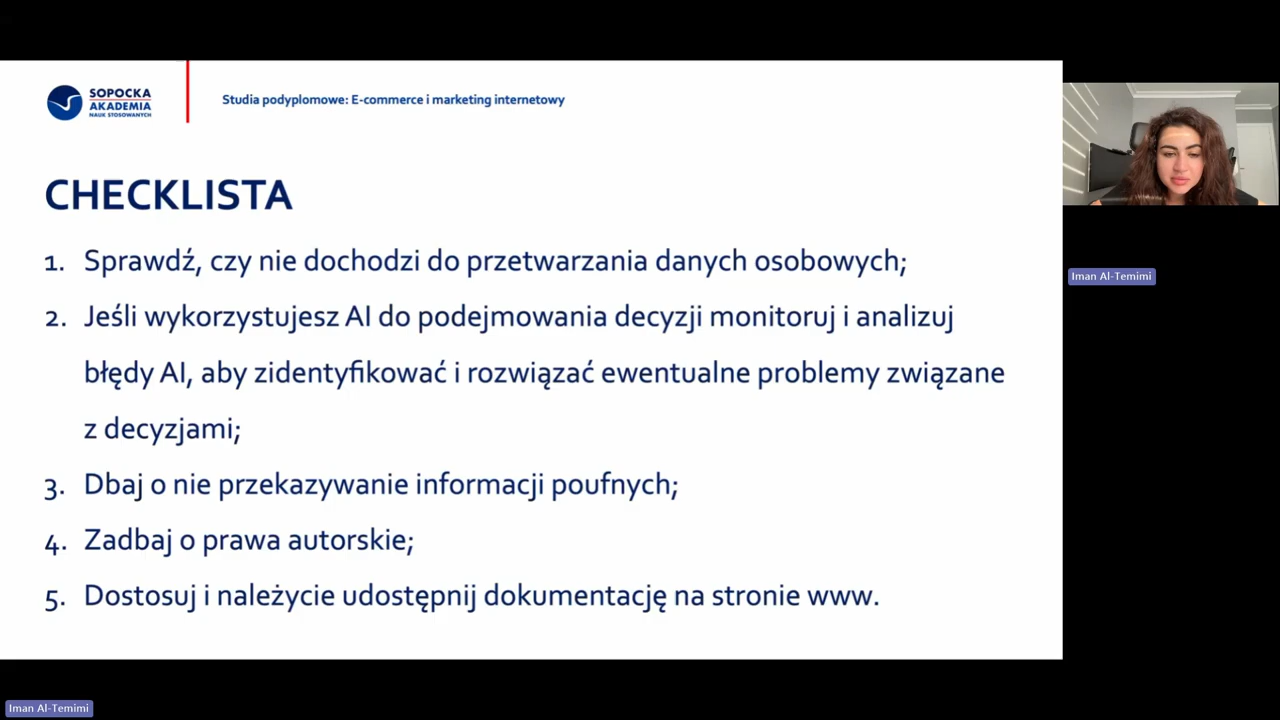 SOPOCKA
AKADEMIA
NAUK STOSOWANYCH
Studia podyplomowe: E-commerce i marketing internetowy
CHECKLISTA
1. Sprawdź, czy nie dochodzi do przetwarzania danych osobowych;
2. Jeśli wykorzystujesz AI do podejmowania decyzji monitoruj i analizuj
błędy AI, aby zidentyfikować i rozwiązać ewentualne problemy związane
z decyzjami;
3. Dbaj o nie przekazywanie informacji poufnych;
4. Zadbaj o prawa autorskie;
5. Dostosuj i należycie udostępnij dokumentację na stronie www.
Iman Al-Temimi
Iman Al-Temimi